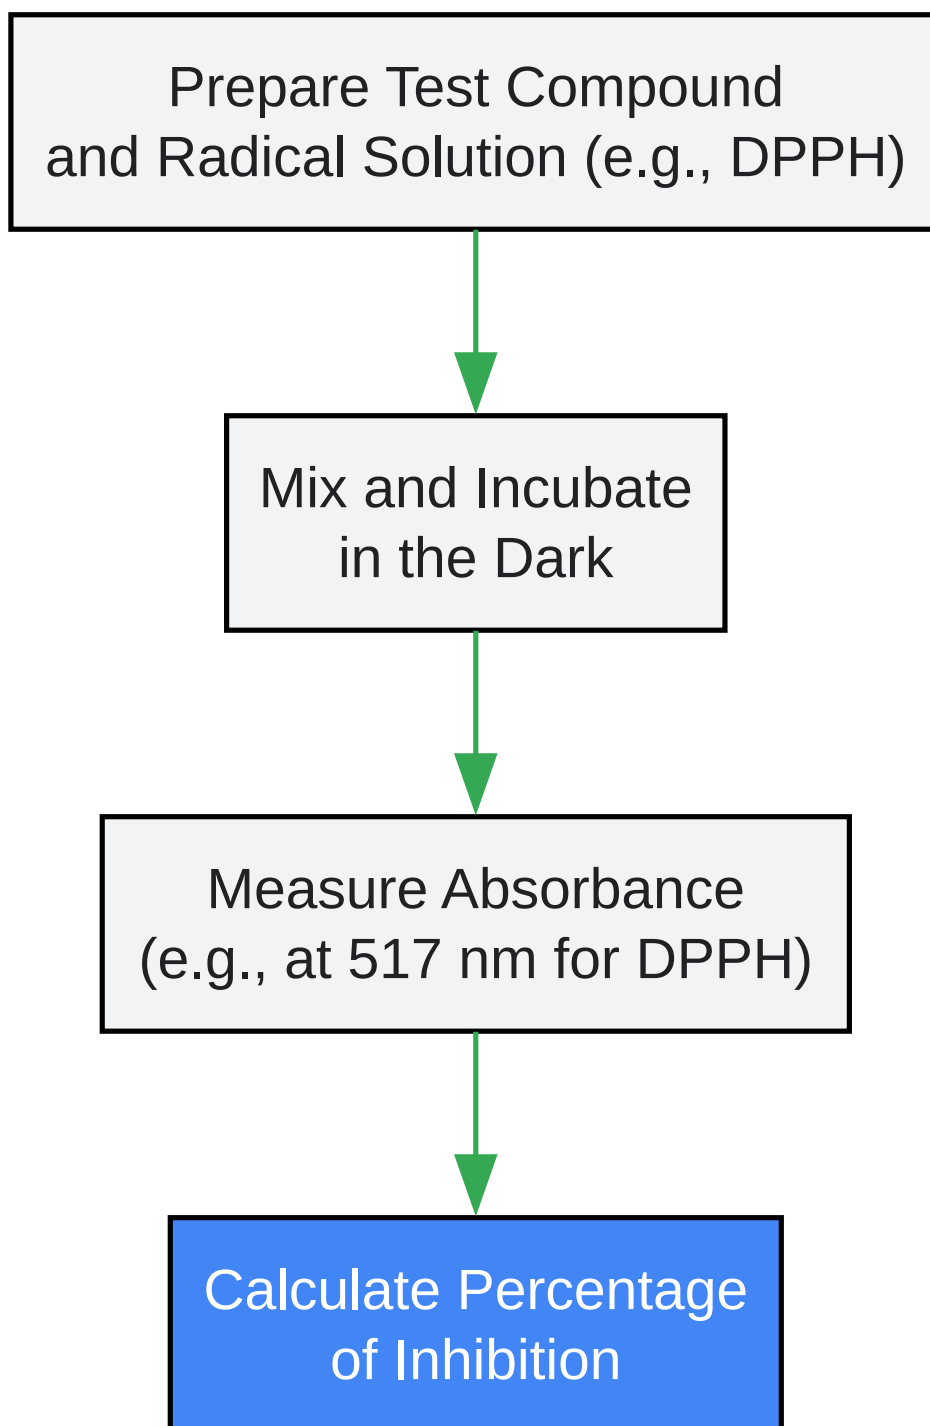 Prepare Test Compound
and Radical Solution (e.g., DPPH)
Mix and Incubate
in the Dark
Measure Absorbance
(e.g., at 517 nm for DPPH)
Calculate Percentage
of Inhibition